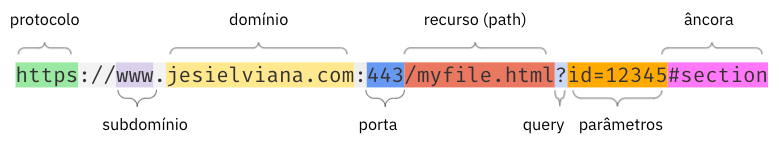 protocolo domínio recurso (path) âncora
https://www.jesielviana.com:443/myfile.html?id=12345#section
subdomínio porta query parâmetros